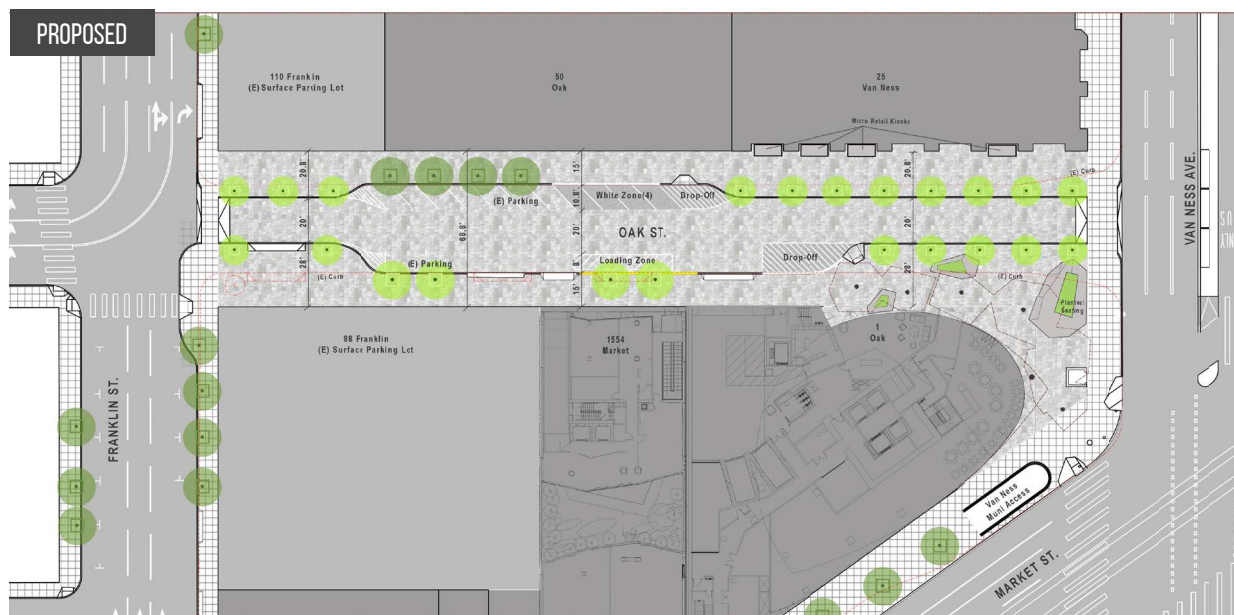 PROPOSED
110 Franklin
(E) Surface Parking Lot
50
Oak
25
Van Ness
Micro Retail Kiosks
20.8'
15'
20.8'
(E) Curb
(E) Parking
10.8'
White Zone(4)
Drop-Off
20'
68.8'
20'
OAK ST.
20'
VAN NESS AVE.
28'
(E) Parking
Loading Zone
8'
Drop-Off
28'
(E) Curb
(E) Curb
15'
Planter/
Seating
98 Franklin
(E) Surface Parking Lot
1554
Market
1
Oak
FRANKLIN ST.
Van Ness
Muni Access
MARKET ST.